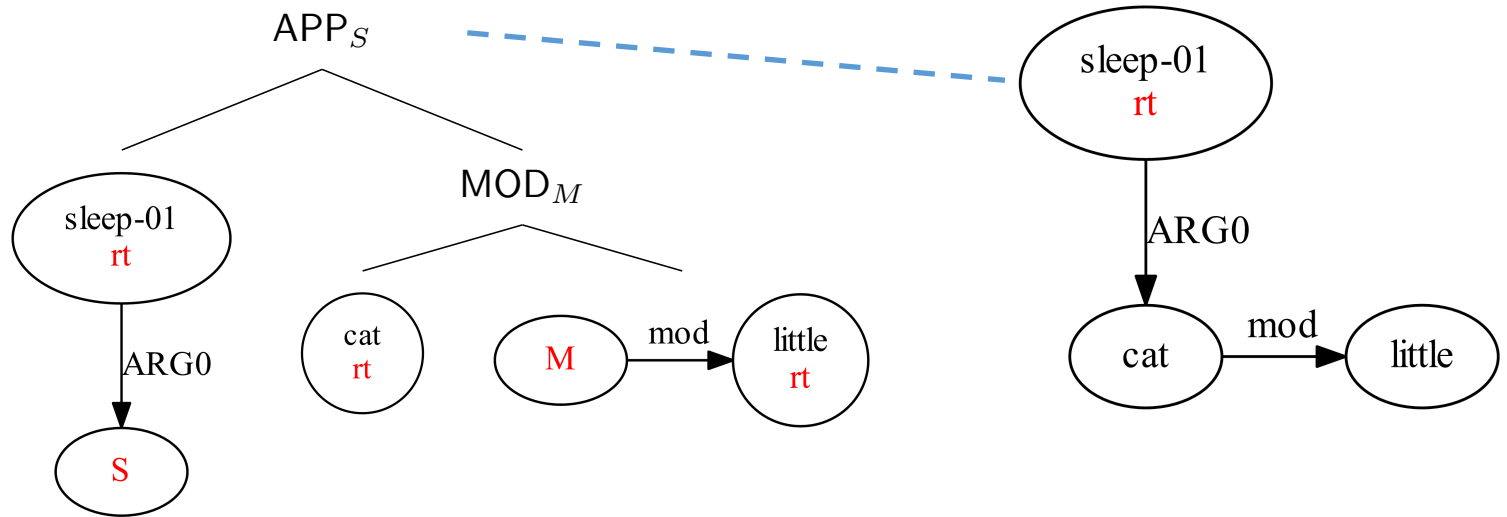 APP_S
sleep-01
rt
ARG0
S
MOD_M
cat
rt
M
mod
little
rt
sleep-01
rt
ARG0
cat
mod
little